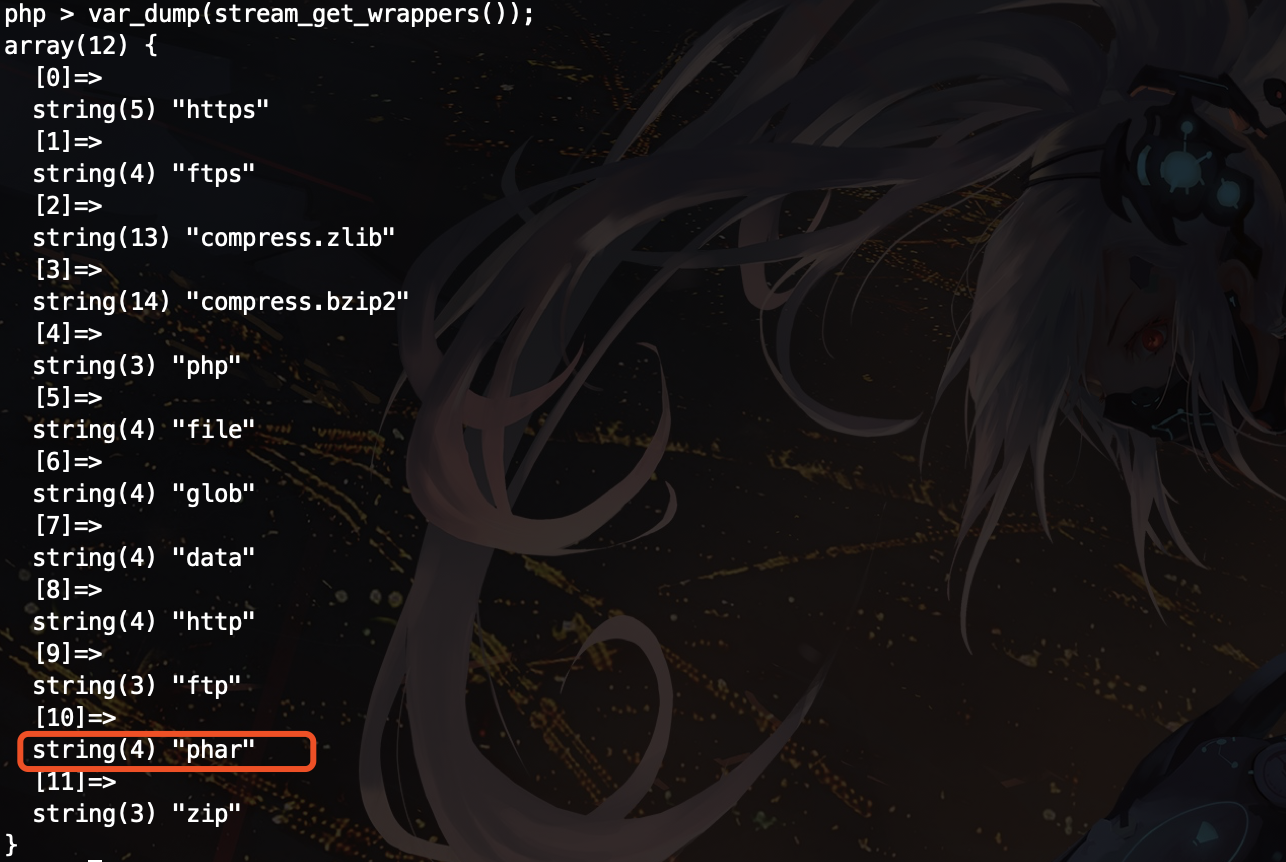 php > var_dump(stream_get_wrappers());
array(12) {
  [0]=>
  string(5) "https"
  [1]=>
  string(4) "ftps"
  [2]=>
  string(13) "compress.zlib"
  [3]=>
  string(14) "compress.bzip2"
  [4]=>
  string(3) "php"
  [5]=>
  string(4) "file"
  [6]=>
  string(4) "glob"
  [7]=>
  string(4) "data"
  [8]=>
  string(4) "http"
  [9]=>
  string(3) "ftp"
  [10]=>
  string(4) "phar"
  [11]=>
  string(3) "zip"
}